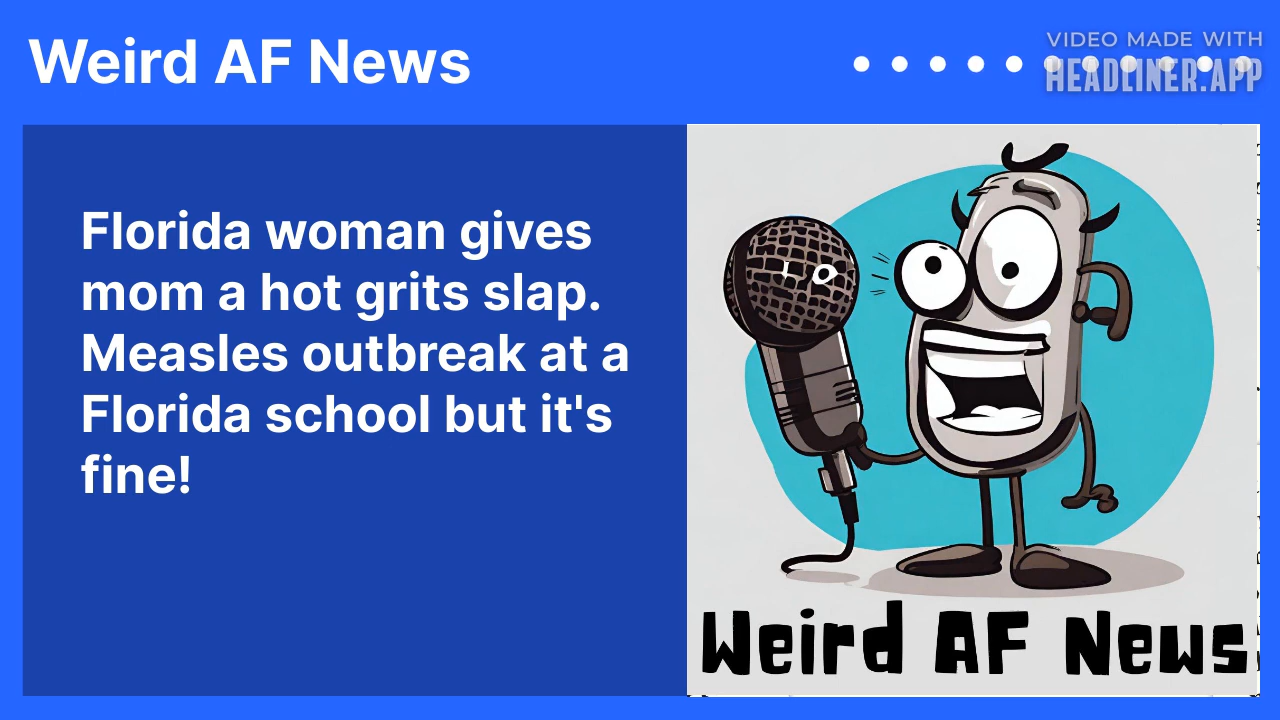 Weird AF News
VIDEO MADE WITH
HEADLINER.APP
Florida woman gives
mom a hot grits slap.
Measles outbreak at a
Florida school but it's
fine!
Weird AF News